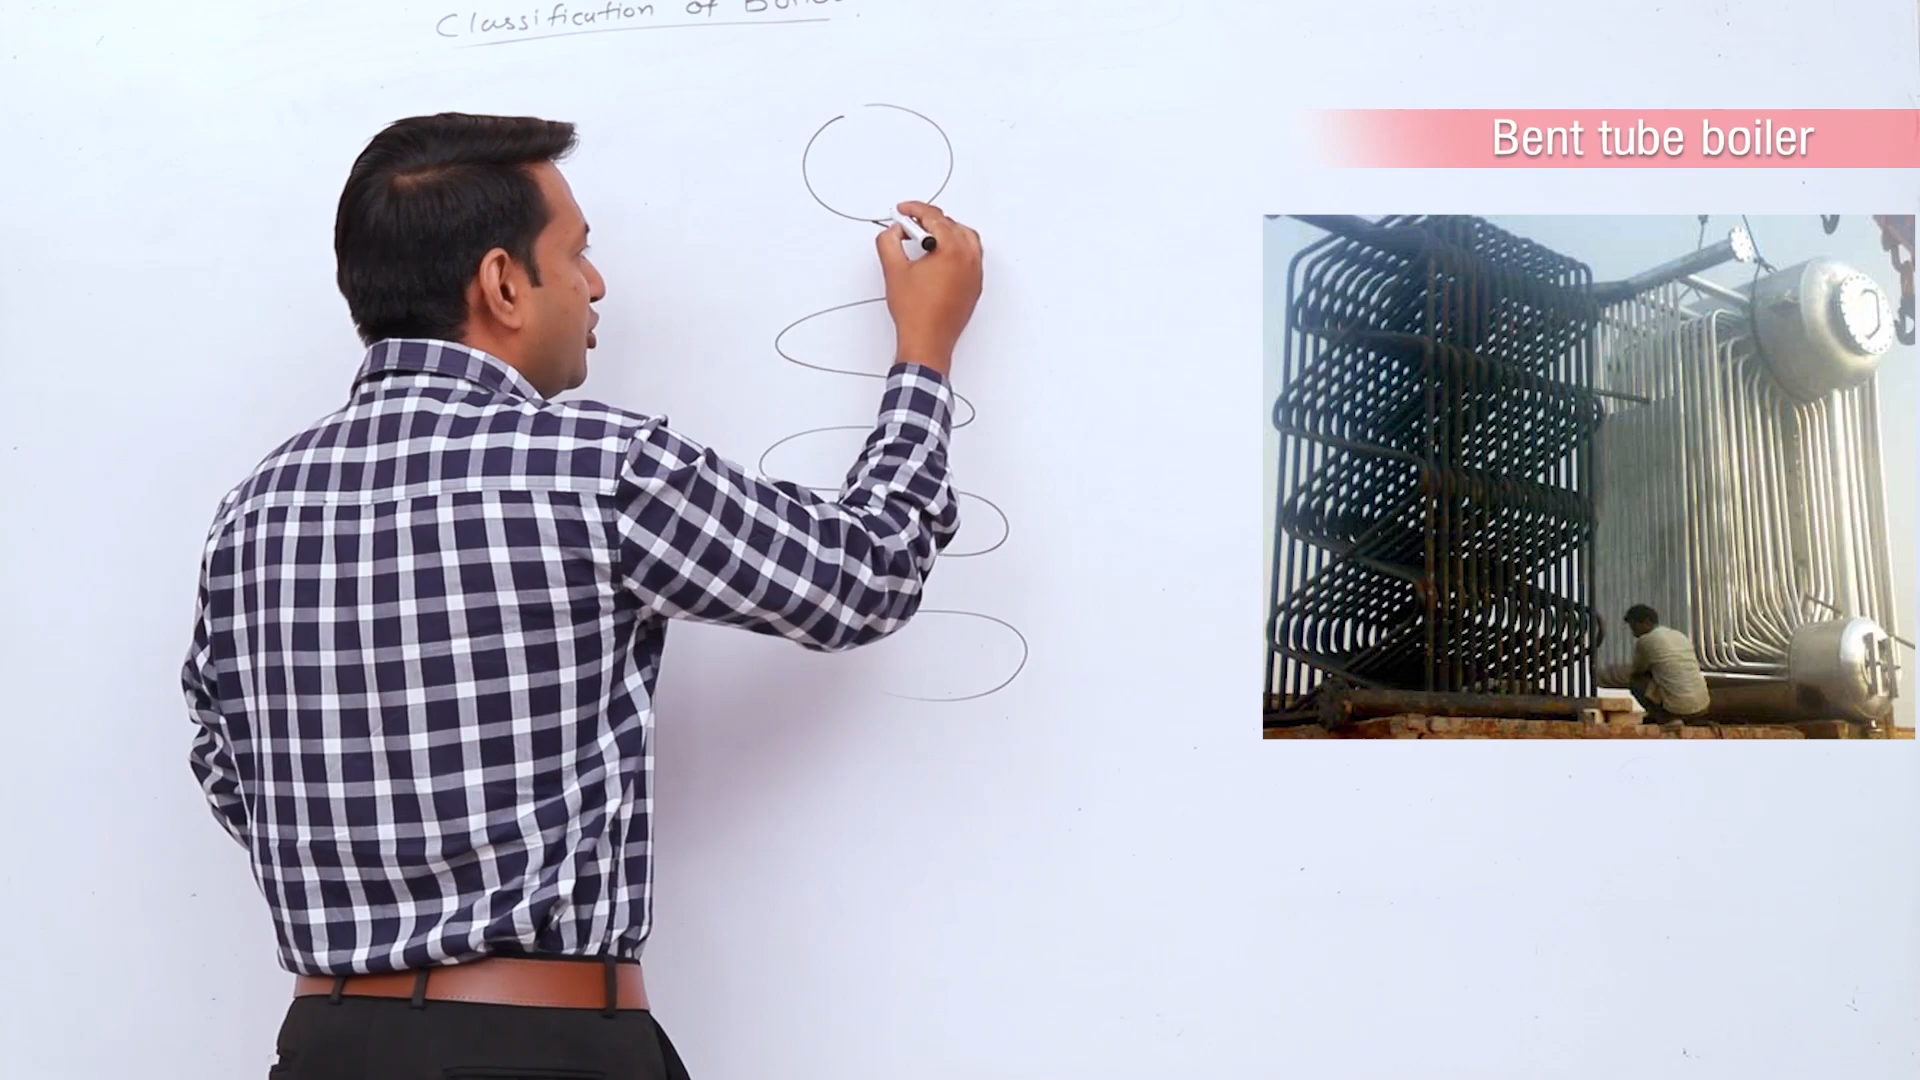 Classification of
Bent tube boiler